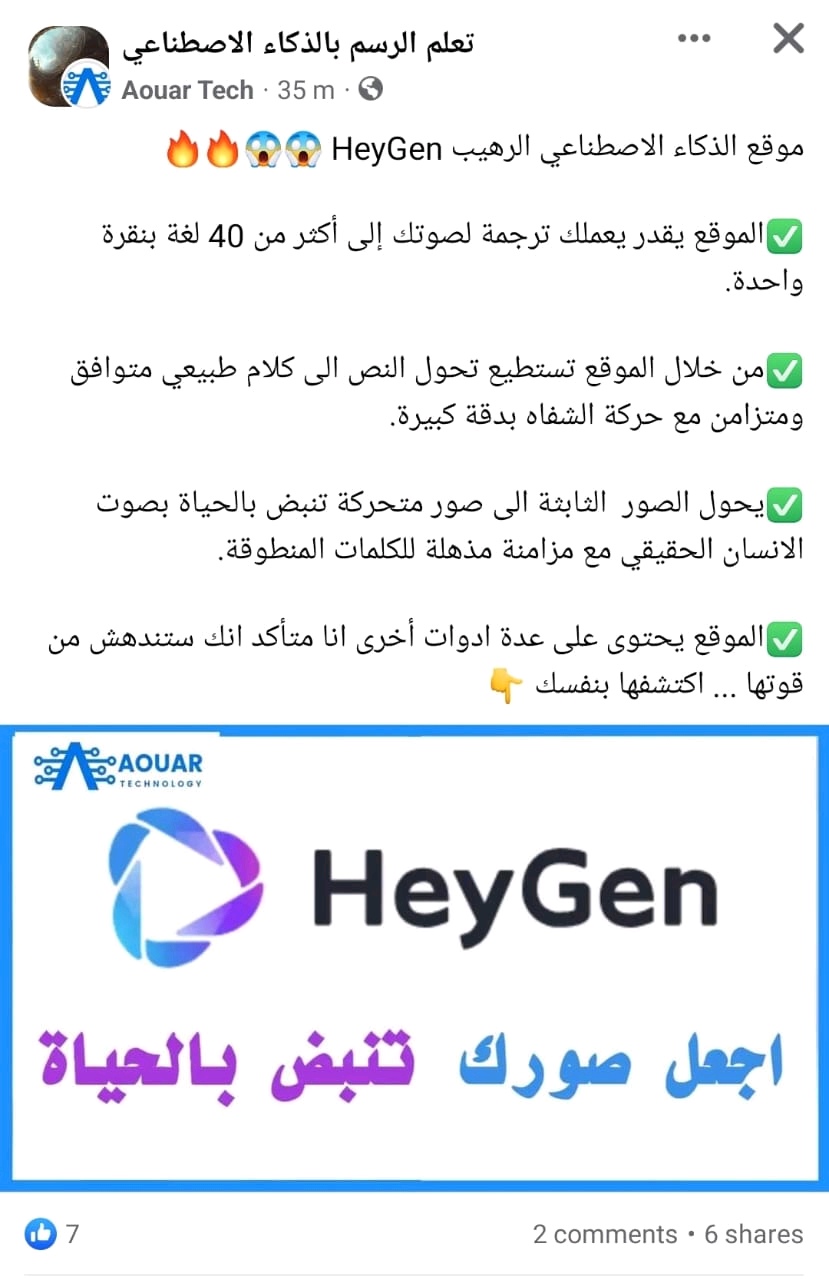 تعلم الرسم بالذكاء الاصطناعي
Aouar Tech · 35 m ·
موقع الذكاء الاصطناعي الرهيب HeyGen 😱😱🔥🔥
✅الموقع يقدر يعملك ترجمة لصوتك إلى أكثر من 40 لغة بنقرة
واحدة.
✅من خلال الموقع تستطيع تحول النص الى كلام طبيعي متوافق
ومتزامن مع حركة الشفاه بدقة كبيرة.
✅يحول الصور الثابثة الى صور متحركة تنبض بالحياة بصوت
الانسان الحقيقي مع مزامنة مذهلة للكلمات المنطوقة.
✅الموقع يحتوى على عدة ادوات أخرى انا متأكد انك ستندهش من
قوتها ... اكتشفها بنفسك 👇
AOUAR
TECHNOLOGY
HeyGen
اجعل صورك تنبض بالحياة
7
2 comments • 6 shares